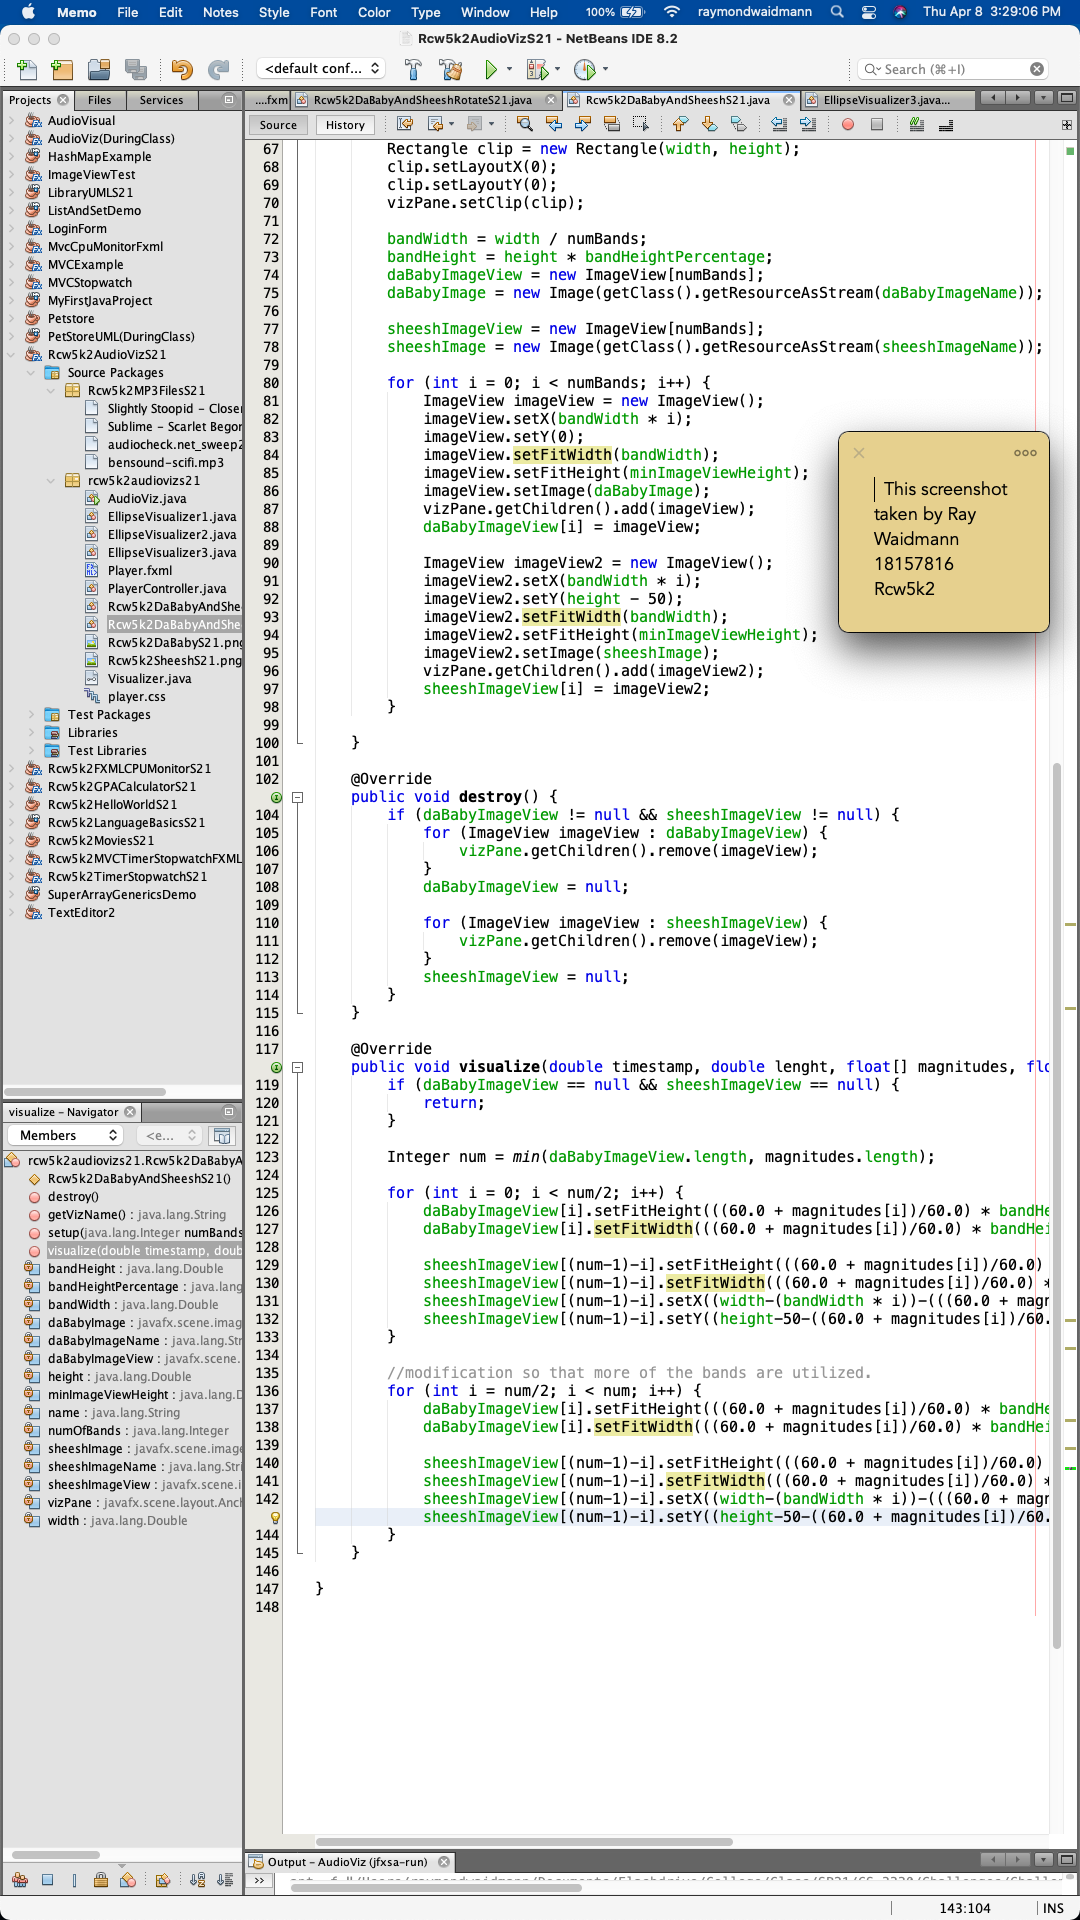 Memo File Edit Notes Style Font Color Type Window Help 100% raymondwaidmann Thu Apr 8 3:29:06 PM
Rcw5k2AudioVizS21 - NetBeans IDE 8.2
<default conf... Search (⌘+I)
Projects Files Services
....fxm Rcw5k2DaBabyAndSheeshRotateS21.java Rcw5k2DaBabyAndSheeshS21.java EllipseVisualizer3.java...
Source History
AudioVisual
AudioViz(DuringClass)
HashMapExample
ImageViewTest
LibraryUMLS21
ListAndSetDemo
LoginForm
MvcCpuMonitorFxml
MVCExample
MVCStopwatch
MyFirstJavaProject
Petstore
PetStoreUML(DuringClass)
Rcw5k2AudioVizS21
Source Packages
Rcw5k2MP3FilesS21
Slightly Stoopid - Closer
Sublime - Scarlet Begor
audiocheck.net_sweep2
bensound-scifi.mp3
rcw5k2audiovizs21
AudioViz.java
EllipseVisualizer1.java
EllipseVisualizer2.java
EllipseVisualizer3.java
Player.fxml
PlayerController.java
Rcw5k2DaBabyAndShe
Rcw5k2DaBabyAndShe
Rcw5k2DaBabyS21.png
Rcw5k2SheeshS21.png
Visualizer.java
player.css
Test Packages
Libraries
Test Libraries
Rcw5k2FXMLCPUMonitorS21
Rcw5k2GPACalculatorS21
Rcw5k2HelloWorldS21
Rcw5k2LanguageBasicsS21
Rcw5k2MoviesS21
Rcw5k2MVCTimerStopwatchFXML
Rcw5k2TimerStopwatchS21
SuperArrayGenericsDemo
TextEditor2
visualize - Navigator
Members <e...
rcw5k2audiovizs21.Rcw5k2DaBabyA
Rcw5k2DaBabyAndSheeshS21()
destroy()
getVizName() : java.lang.String
setup(java.lang.Integer numBands
visualize(double timestamp, doub
bandHeight : java.lang.Double
bandHeightPercentage : java.lang
bandWidth : java.lang.Double
daBabyImage : javafx.scene.imag
daBabyImageName : java.lang.Str
daBabyImageView : javafx.scene.
height : java.lang.Double
minImageViewHeight : java.lang.D
name : java.lang.String
numOfBands : java.lang.Integer
sheeshImage : javafx.scene.image
sheeshImageName : java.lang.Stri
sheeshImageView : javafx.scene.i
vizPane : javafx.scene.layout.Anc
width : java.lang.Double
67 Rectangle clip = new Rectangle(width, height);
68 clip.setLayoutX(0);
69 clip.setLayoutY(0);
70 vizPane.setClip(clip);
71
72 bandWidth = width / numBands;
73 bandHeight = height * bandHeightPercentage;
74 daBabyImageView = new ImageView[numBands];
75 daBabyImage = new Image(getClass().getResourceAsStream(daBabyImageName));
76
77 sheeshImageView = new ImageView[numBands];
78 sheeshImage = new Image(getClass().getResourceAsStream(sheeshImageName));
79
80 for (int i = 0; i < numBands; i++) {
81 ImageView imageView = new ImageView();
82 imageView.setX(bandWidth * i);
83 imageView.setY(0);
84 imageView.setFitWidth(bandWidth);
85 imageView.setFitHeight(minImageViewHeight);
86 imageView.setImage(daBabyImage);
87 vizPane.getChildren().add(imageView);
88 daBabyImageView[i] = imageView;
89
90 ImageView imageView2 = new ImageView();
91 imageView2.setX(bandWidth * i);
92 imageView2.setY(height - 50);
93 imageView2.setFitWidth(bandWidth);
94 imageView2.setFitHeight(minImageViewHeight);
95 imageView2.setImage(sheeshImage);
96 vizPane.getChildren().add(imageView2);
97 sheeshImageView[i] = imageView2;
98 }
99
100 }
101
102 @Override
public void destroy() {
104 if (daBabyImageView != null && sheeshImageView != null) {
105 for (ImageView imageView : daBabyImageView) {
106 vizPane.getChildren().remove(imageView);
107 }
108 daBabyImageView = null;
109
110 for (ImageView imageView : sheeshImageView) {
111 vizPane.getChildren().remove(imageView);
112 }
113 sheeshImageView = null;
114 }
115 }
116
117 @Override
public void visualize(double timestamp, double lenght, float[] magnitudes, flo
119 if (daBabyImageView == null && sheeshImageView == null) {
120 return;
121 }
122
123 Integer num = min(daBabyImageView.length, magnitudes.length);
124
125 for (int i = 0; i < num/2; i++) {
126 daBabyImageView[i].setFitHeight(((60.0 + magnitudes[i])/60.0) * bandHe
127 daBabyImageView[i].setFitWidth(((60.0 + magnitudes[i])/60.0) * bandHei
128
129 sheeshImageView[(num-1)-i].setFitHeight(((60.0 + magnitudes[i])/60.0)
130 sheeshImageView[(num-1)-i].setFitWidth(((60.0 + magnitudes[i])/60.0) *
131 sheeshImageView[(num-1)-i].setX((width-(bandWidth * i))-(((60.0 + magn
132 sheeshImageView[(num-1)-i].setY((height-50-((60.0 + magnitudes[i])/60.
133 }
134
135 //modification so that more of the bands are utilized.
136 for (int i = num/2; i < num; i++) {
137 daBabyImageView[i].setFitHeight(((60.0 + magnitudes[i])/60.0) * bandHe
138 daBabyImageView[i].setFitWidth(((60.0 + magnitudes[i])/60.0) * bandHei
139
140 sheeshImageView[(num-1)-i].setFitHeight(((60.0 + magnitudes[i])/60.0)
141 sheeshImageView[(num-1)-i].setFitWidth(((60.0 + magnitudes[i])/60.0) *
142 sheeshImageView[(num-1)-i].setX((width-(bandWidth * i))-(((60.0 + magn
sheeshImageView[(num-1)-i].setY((height-50-((60.0 + magnitudes[i])/60.
144 }
145 }
146
147 }
148
This screenshot
taken by Ray
Waidmann
18157816
Rcw5k2
Output - AudioViz (jfxsa-run)
143:104 INS